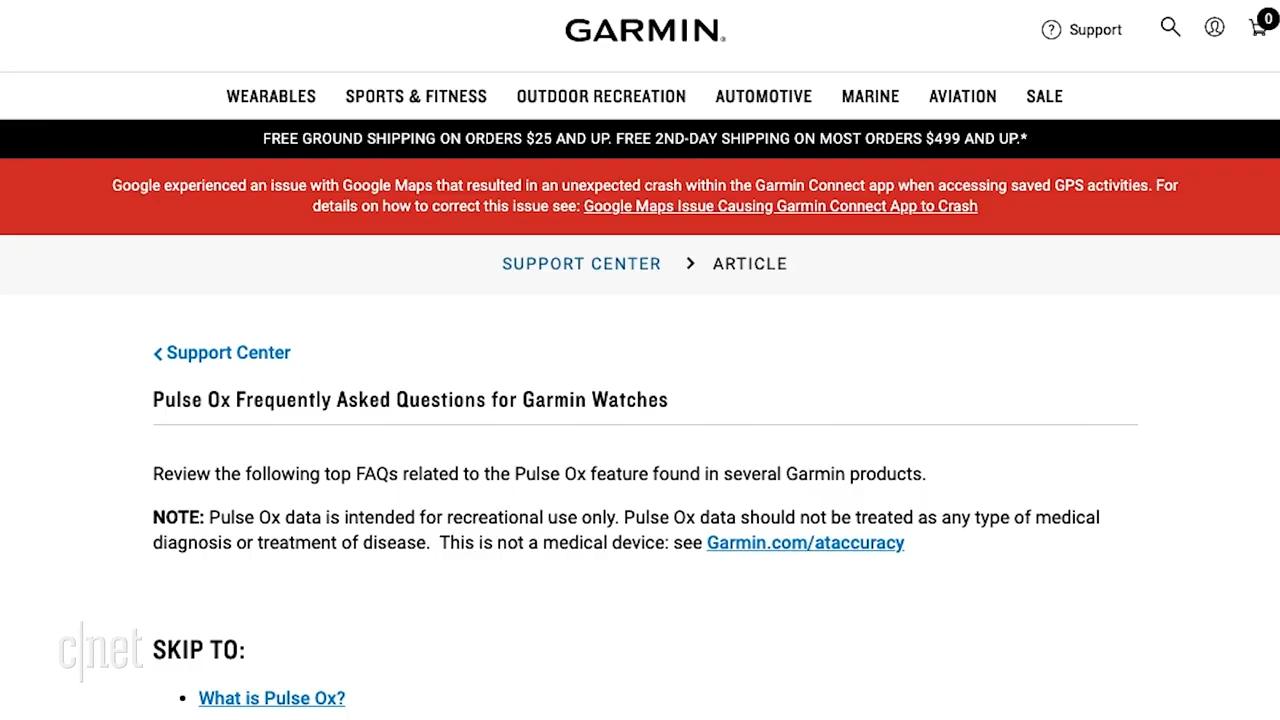 GARMIN.
? Support
0
WEARABLES SPORTS & FITNESS OUTDOOR RECREATION AUTOMOTIVE MARINE AVIATION SALE
FREE GROUND SHIPPING ON ORDERS $25 AND UP. FREE 2ND-DAY SHIPPING ON MOST ORDERS $499 AND UP.*
Google experienced an issue with Google Maps that resulted in an unexpected crash within the Garmin Connect app when accessing saved GPS activities. For
details on how to correct this issue see: Google Maps Issue Causing Garmin Connect App to Crash
SUPPORT CENTER > ARTICLE
< Support Center
Pulse Ox Frequently Asked Questions for Garmin Watches
Review the following top FAQs related to the Pulse Ox feature found in several Garmin products.
NOTE: Pulse Ox data is intended for recreational use only. Pulse Ox data should not be treated as any type of medical
diagnosis or treatment of disease. This is not a medical device: see Garmin.com/ataccuracy
c|net
SKIP TO:
• What is Pulse Ox?